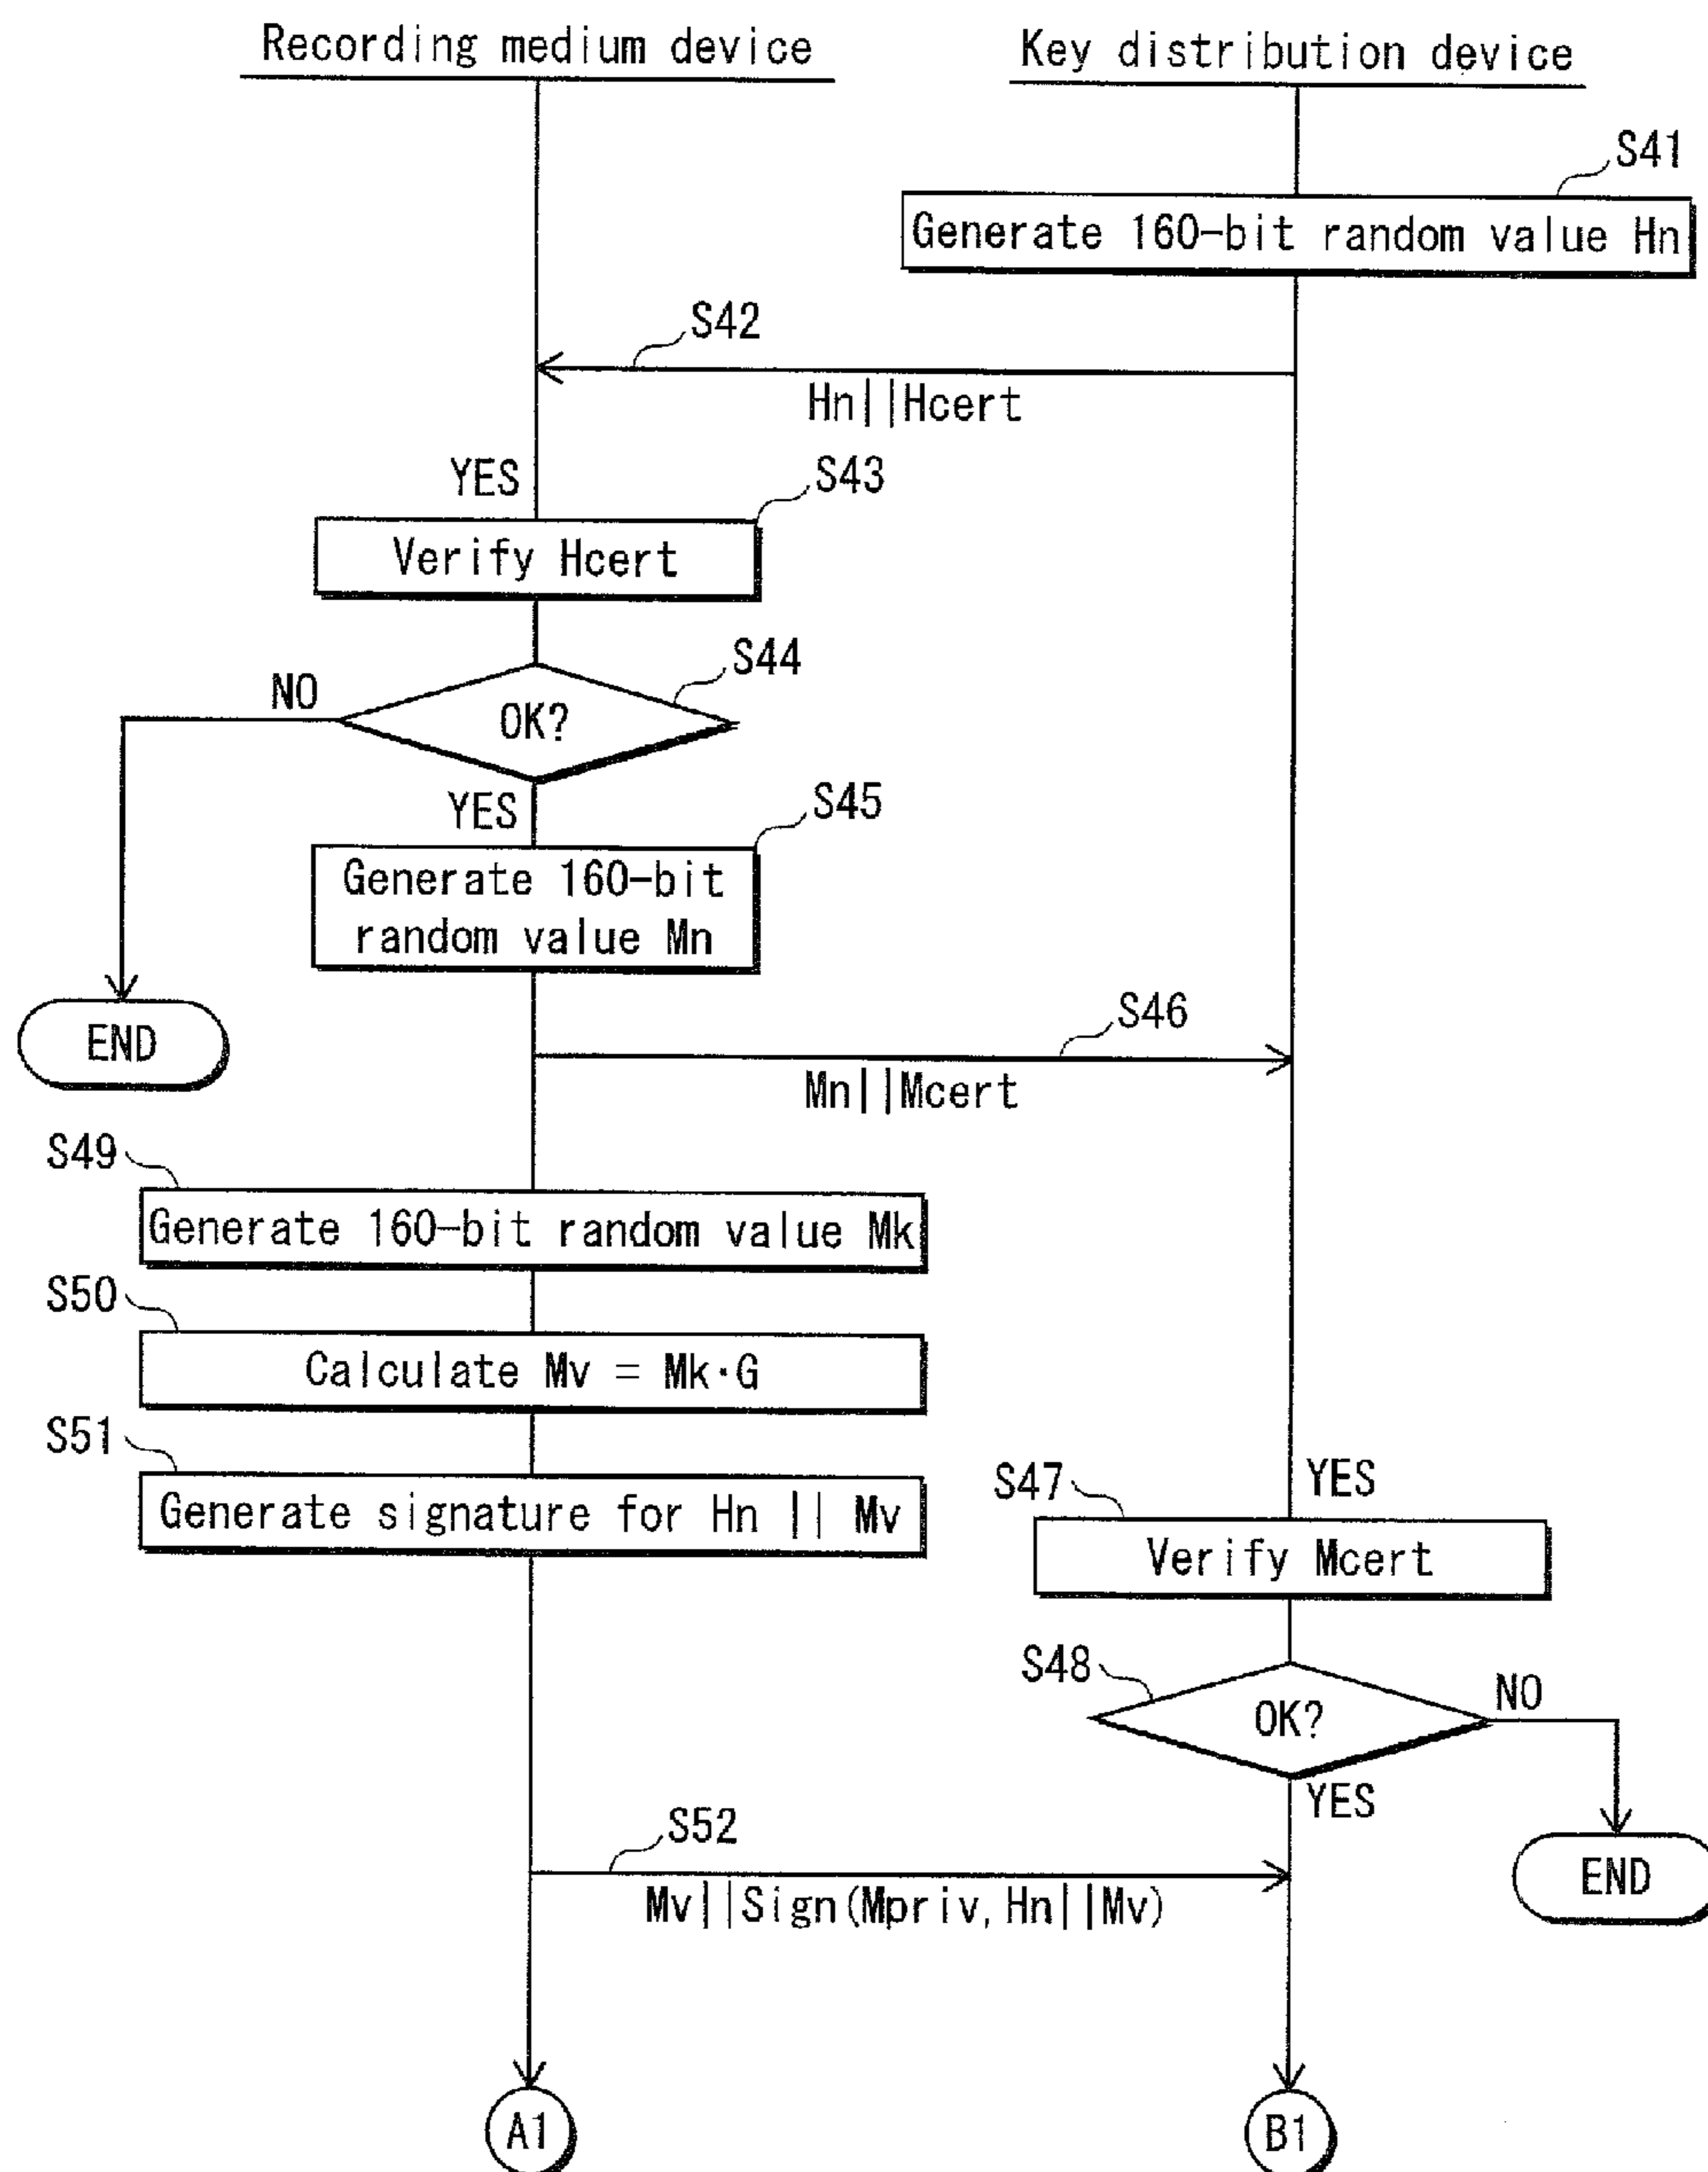 Recording medium device
Key distribution device
S41
Generate 160-bit random value Hn
S42
Hn||Hcert
YES
S43
Verify Hcert
S44
NO
OK?
YES
S45
Generate 160-bit
random value Mn
END
S46
Mn||Mcert
S49
Generate 160-bit random value Mk
S50
Calculate Mv = Mk·G
S51
Generate signature for Hn || Mv
S47
YES
Verify Mcert
S48
NO
OK?
YES
S52
Mv||Sign(Mpriv, Hn||Mv)
END
A1
B1